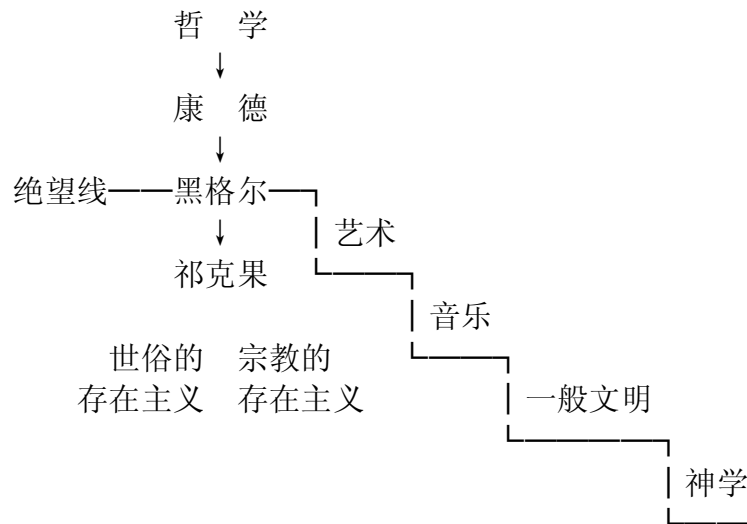 哲 学
康 德
绝望线——黑格尔
艺术
祁克果
音乐
世俗的 宗教的
存在主义 存在主义
一般文明
神学